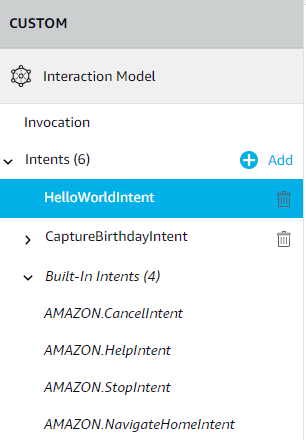 CUSTOM
Interaction Model
Invocation
Intents (6) Add
HelloWorldIntent
CaptureBirthdayIntent
Built-In Intents (4)
AMAZON.CancelIntent
AMAZON.HelpIntent
AMAZON.StopIntent
AMAZON.NavigateHomeIntent